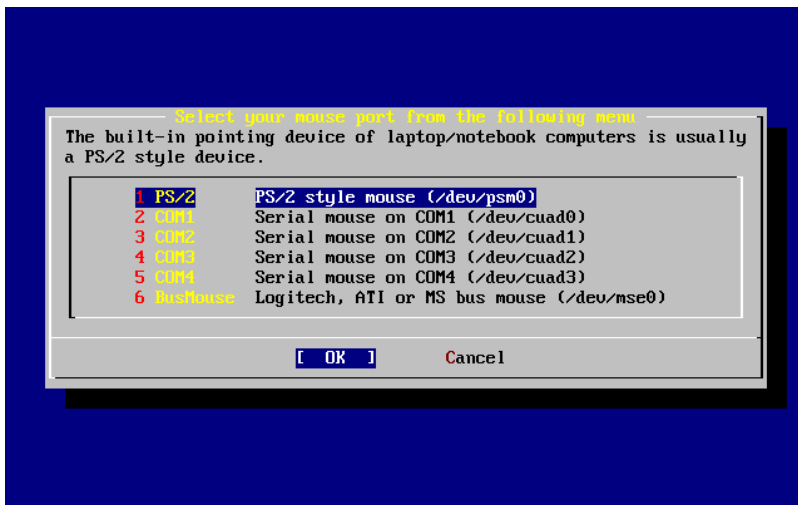 Select your mouse port from the following menu
The built-in pointing device of laptop/notebook computers is usually
a PS/2 style device.
1 PS/2 PS/2 style mouse (/dev/psm0)
2 COM1 Serial mouse on COM1 (/dev/cuad0)
3 COM2 Serial mouse on COM2 (/dev/cuad1)
4 COM3 Serial mouse on COM3 (/dev/cuad2)
5 COM4 Serial mouse on COM4 (/dev/cuad3)
6 BusMouse Logitech, ATI or MS bus mouse (/dev/mse0)
[ OK ] Cancel